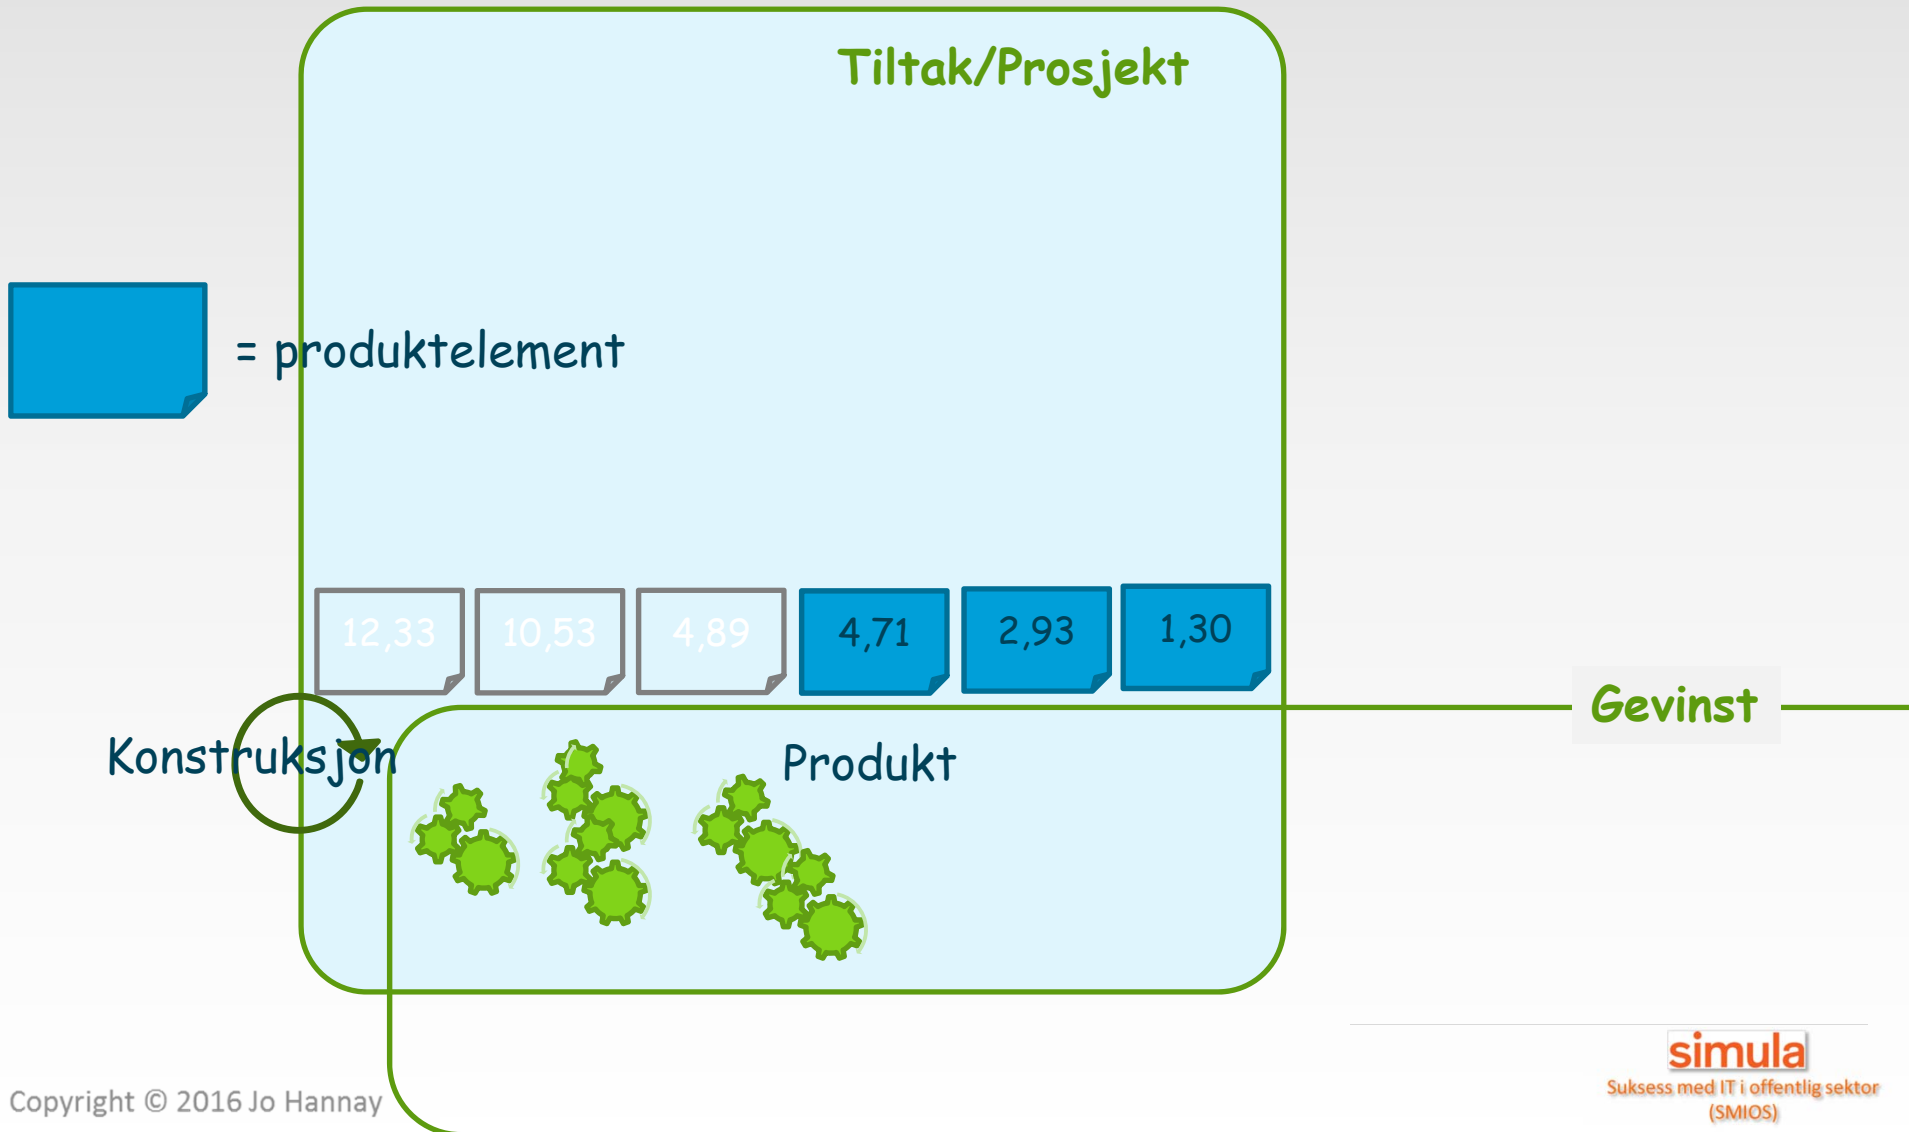 Tiltak/Prosjekt
= produktelement
12,33
10,53
4,89
4,71
2,93
1,30
Gevinst
Konstruksjon
Produkt
simula
Suksess med IT i offentlig sektor
(SMIOS)
Copyright © 2016 Jo Hannay